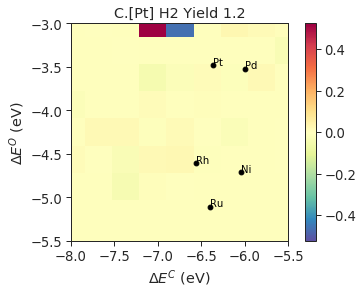 C.[Pt] H2 Yield 1.2
−3.0
−3.5
−4.0
−4.5
−5.0
−5.5
ΔE^O (eV)
Pt
Pd
Rh
Ni
Ru
−8.0 −7.5 −7.0 −6.5 −6.0 −5.5
ΔE^C (eV)
0.4
0.2
0.0
−0.2
−0.4